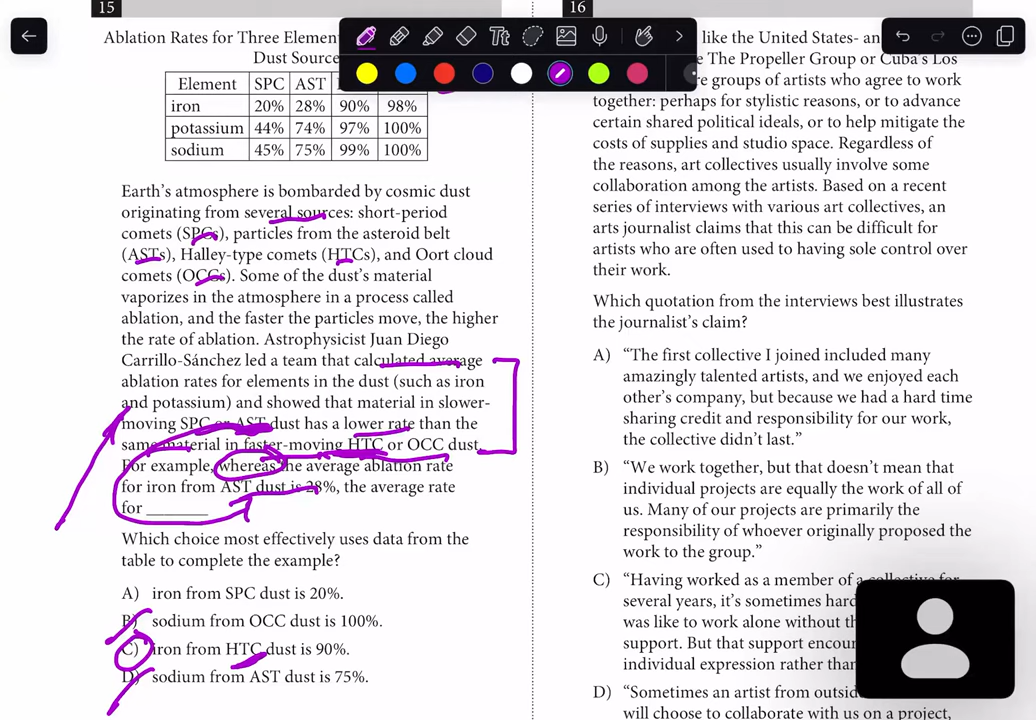 15
Ablation Rates for Three Element
Dust Source
Element SPC AST
iron 20% 28% 90% 98%
potassium 44% 74% 97% 100%
sodium 45% 75% 99% 100%
Earth's atmosphere is bombarded by cosmic dust
originating from several sources: short-period
comets (SPCs), particles from the asteroid belt
(ASTs), Halley-type comets (HTCs), and Oort cloud
comets (OCCs). Some of the dust's material
vaporizes in the atmosphere in a process called
ablation, and the faster the particles move, the higher
the rate of ablation. Astrophysicist Juan Diego
Carrillo-Sánchez led a team that calculated average
ablation rates for elements in the dust (such as iron
and potassium) and showed that material in slower-
moving SPC or AST dust has a lower rate than the
same material in faster-moving HTC or OCC dust.
For example, whereas the average ablation rate
for iron from AST dust is 28%, the average rate
for _______
Which choice most effectively uses data from the
table to complete the example?
A) iron from SPC dust is 20%.
B) sodium from OCC dust is 100%.
C) iron from HTC dust is 90%.
D) sodium from AST dust is 75%.
16
like the United States- an
The Propeller Group or Cuba's Los
groups of artists who agree to work
together: perhaps for stylistic reasons, or to advance
certain shared political ideals, or to help mitigate the
costs of supplies and studio space. Regardless of
the reasons, art collectives usually involve some
collaboration among the artists. Based on a recent
series of interviews with various art collectives, an
arts journalist claims that this can be difficult for
artists who are often used to having sole control over
their work.
Which quotation from the interviews best illustrates
the journalist's claim?
A) "The first collective I joined included many
amazingly talented artists, and we enjoyed each
other's company, but because we had a hard time
sharing credit and responsibility for our work,
the collective didn't last."
B) "We work together, but that doesn't mean that
individual projects are equally the work of all of
us. Many of our projects are primarily the
responsibility of whoever originally proposed the
work to the group."
C) "Having worked as a member of a collective for
several years, it's sometimes hard
was like to work alone without th
support. But that support encour
individual expression rather than
D) "Sometimes an artist from outsid
will choose to collaborate with us on a project,
Tt